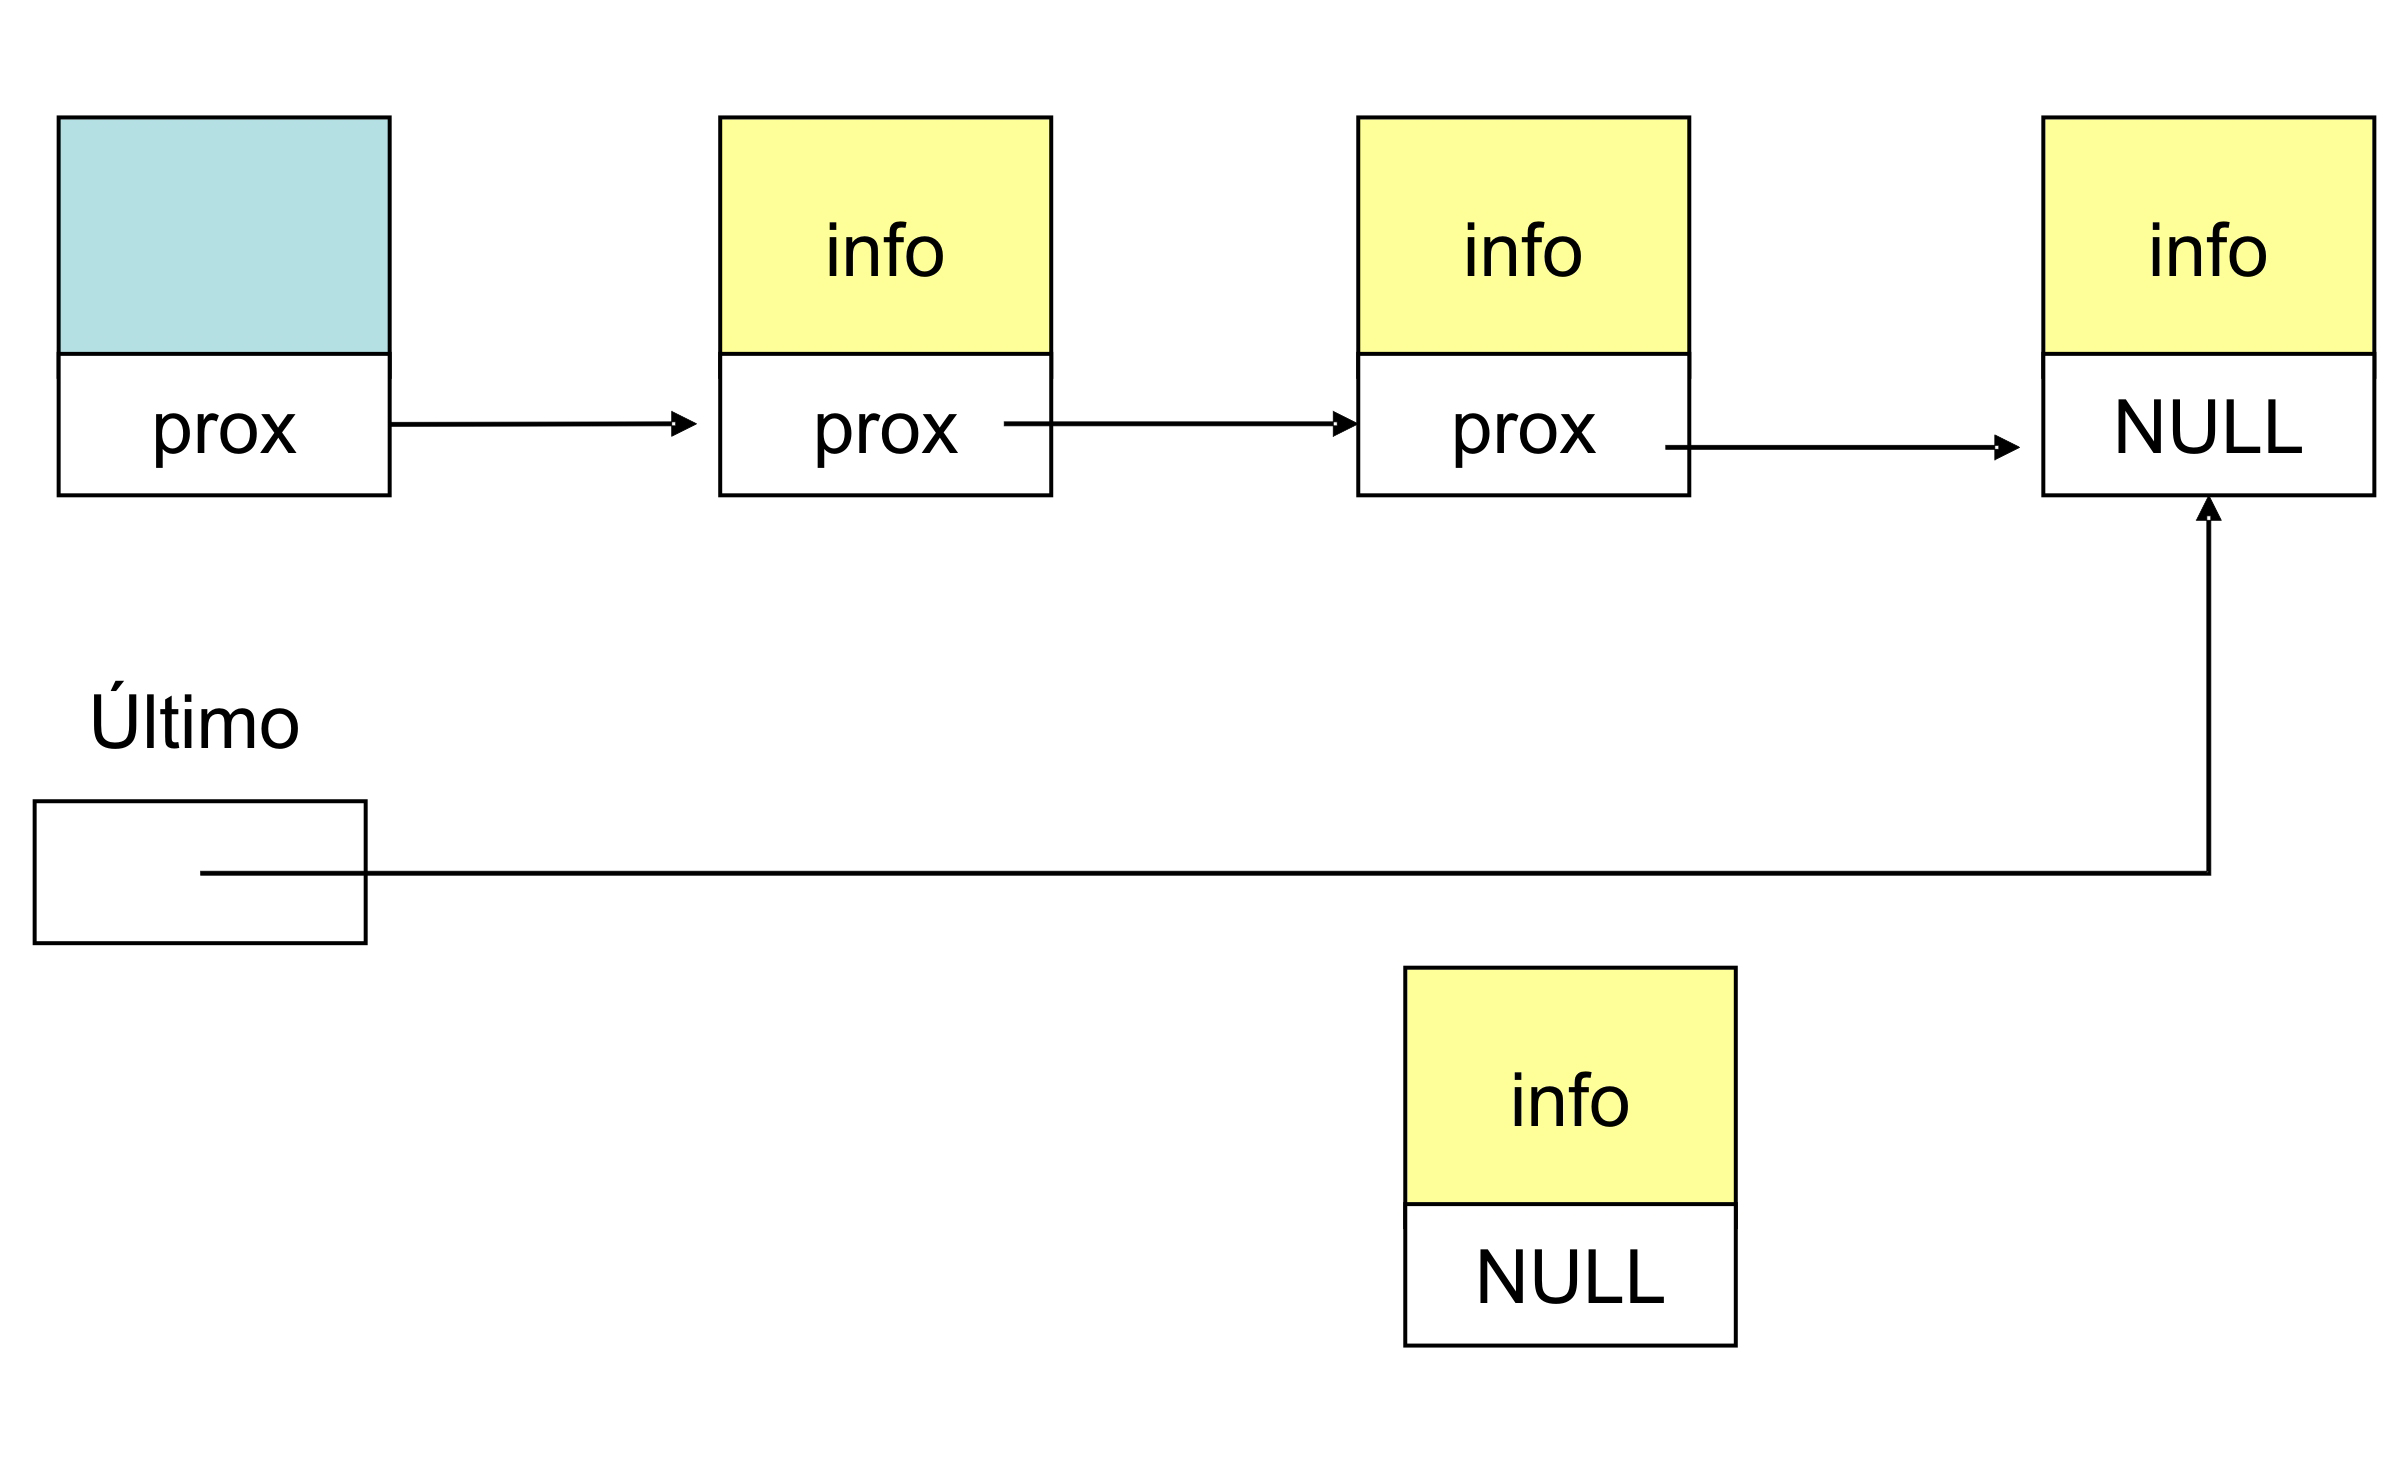 info info info
prox prox prox NULL
Último
info
NULL